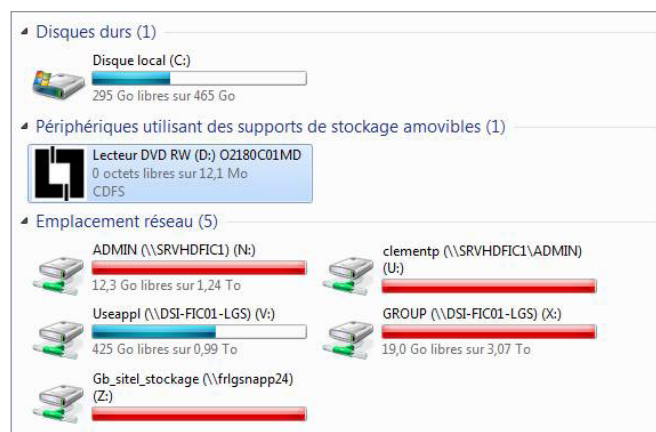 Disques durs (1)
Disque local (C:)
295 Go libres sur 465 Go
Périphériques utilisant des supports de stockage amovibles (1)
Lecteur DVD RW (D:) O2180C01MD
0 octets libres sur 12,1 Mo
CDFS
Emplacement réseau (5)
ADMIN (\\SRVHDFIC1) (N:)
12,3 Go libres sur 1,24 To
clementp (\\SRVHDFIC1\ADMIN)
(U:)
Useappl (\\DSI-FIC01-LGS) (V:)
425 Go libres sur 0,99 To
GROUP (\\DSI-FIC01-LGS) (X:)
19,0 Go libres sur 3,07 To
Gb_sitel_stockage (\\frlgsnapp24)
(Z:)